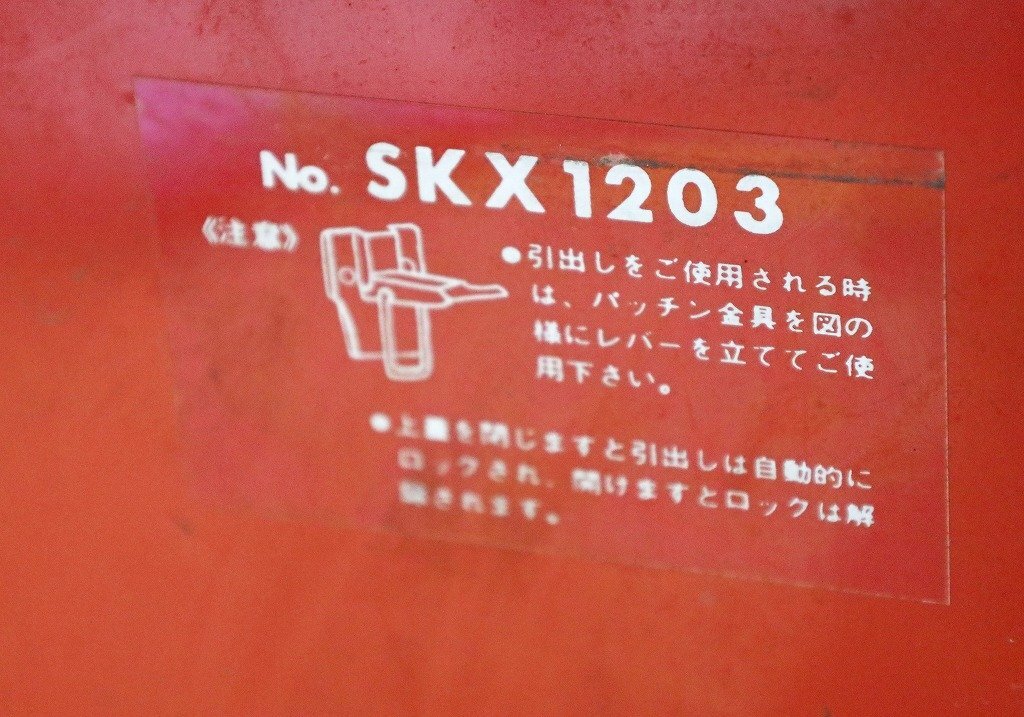 No. SKX1203
《注意》
●引出しをご使用される時
は、パッチン金具を図の
様にレバーを立ててご使
用下さい。
●上蓋を閉じますと引出しは自動的に
ロックされ、開けますとロックは解
除されます。